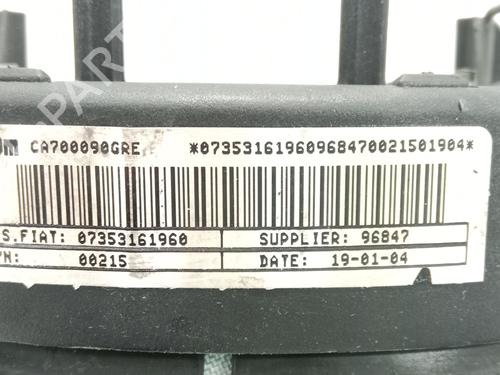 CA700090GRE *07353161960968470021501904*
S.FIAT: 07353161960 SUPPLIER: 96847
00215 DATE: 19-01-04